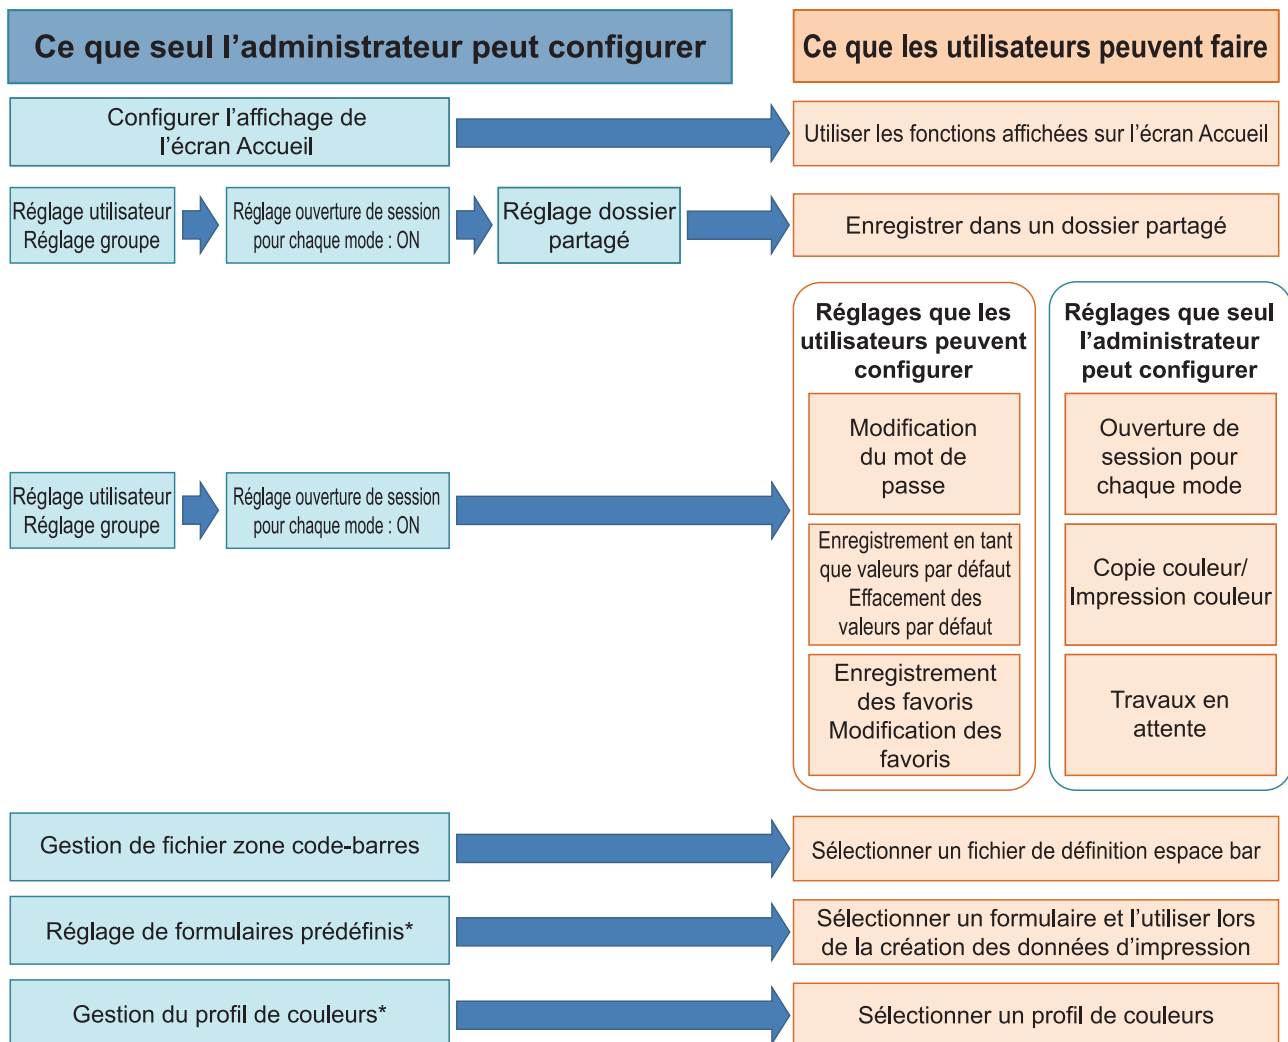 Ce que seul l’administrateur peut configurer
Ce que les utilisateurs peuvent faire
Configurer l’affichage de
l’écran Accueil
Utiliser les fonctions affichées sur l’écran Accueil
Réglage utilisateur
Réglage groupe
Réglage ouverture de session
pour chaque mode : ON
Réglage dossier
partagé
Enregistrer dans un dossier partagé
Réglages que les
utilisateurs peuvent
configurer
Réglages que seul
l’administrateur
peut configurer
Réglage utilisateur
Réglage groupe
Réglage ouverture de session
pour chaque mode : ON
Modification
du mot de
passe
Ouverture de
session pour
chaque mode
Enregistrement en tant
que valeurs par défaut
Effacement des
valeurs par défaut
Copie couleur/
Impression couleur
Enregistrement
des favoris
Modification des
favoris
Travaux en
attente
Gestion de fichier zone code-barres
Sélectionner un fichier de définition espace bar
Réglage de formulaires prédéfinis*
Sélectionner un formulaire et l’utiliser lors
de la création des données d’impression
Gestion du profil de couleurs*
Sélectionner un profil de couleurs